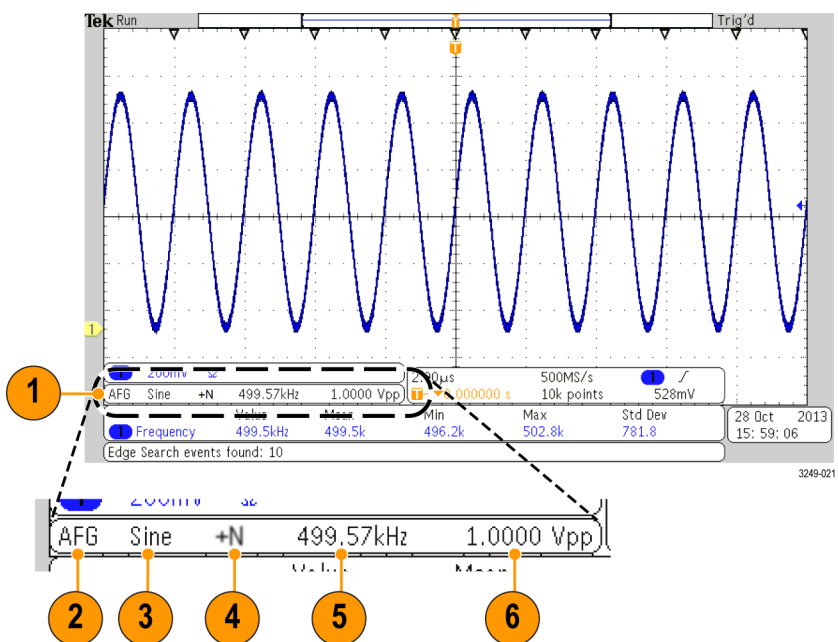 Tek Run Trig'd
T
T
1
1 200mV Ω 2.00µs 500MS/s 1
AFG Sine +N 499.57kHz 1.0000 Vpp T 10k points 528mV
Value Mean Min Max Std Dev
1 Frequency 499.5kHz 499.5k 496.2k 502.8k 781.8
28 Oct 2013
15:59:06
Edge Search events found: 10
3249-021
1
AFG Sine +N 499.57kHz 1.0000 Vpp
2 3 4 5 6